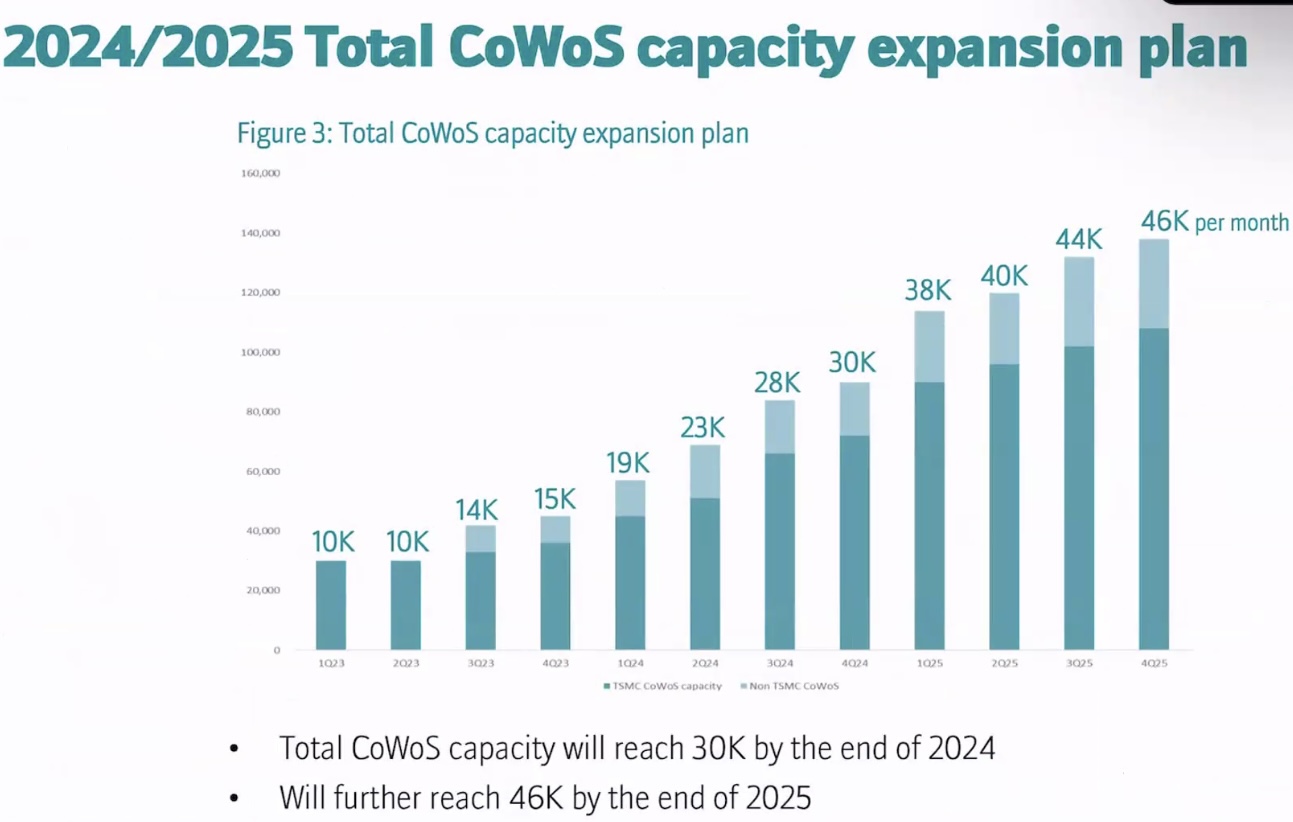 2024/2025 Total CoWoS capacity expansion plan
Figure 3: Total CoWoS capacity expansion plan
160,000
140,000
120,000
100,000
80,000
60,000
40,000
20,000
0
10K
10K
14K
15K
19K
23K
28K
30K
38K
40K
44K
46K per month
1Q23 2Q23 3Q23 4Q23 1Q24 2Q24 3Q24 4Q24 1Q25 2Q25 3Q25 4Q25
TSMC CoWoS capacity Non TSMC CoWoS
• Total CoWoS capacity will reach 30K by the end of 2024
• Will further reach 46K by the end of 2025